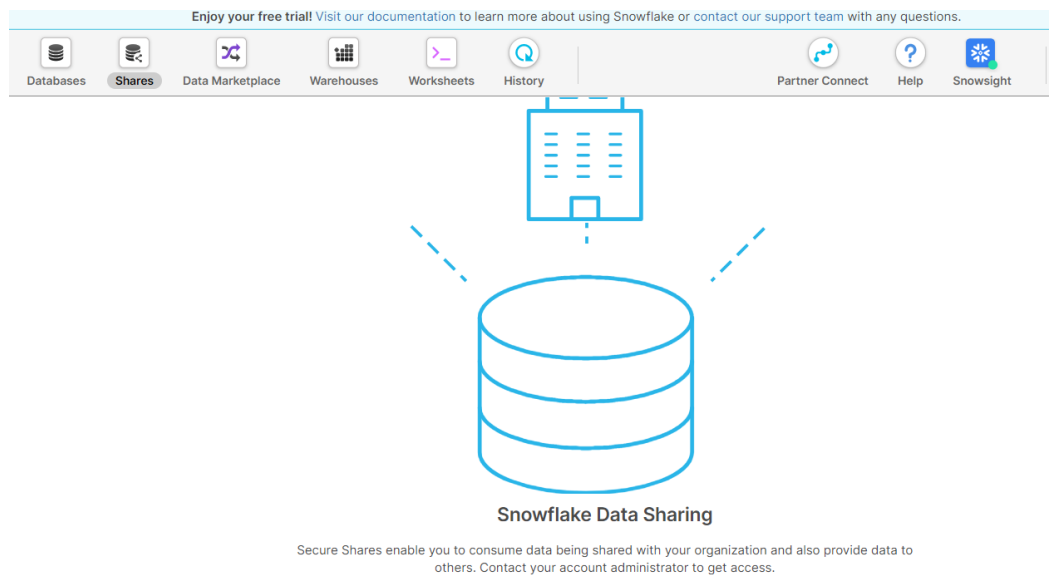 Enjoy your free trial! Visit our documentation to learn more about using Snowflake or contact our support team with any questions.
Databases Shares Data Marketplace Warehouses Worksheets History Partner Connect Help Snowsight
Snowflake Data Sharing
Secure Shares enable you to consume data being shared with your organization and also provide data to
others. Contact your account administrator to get access.